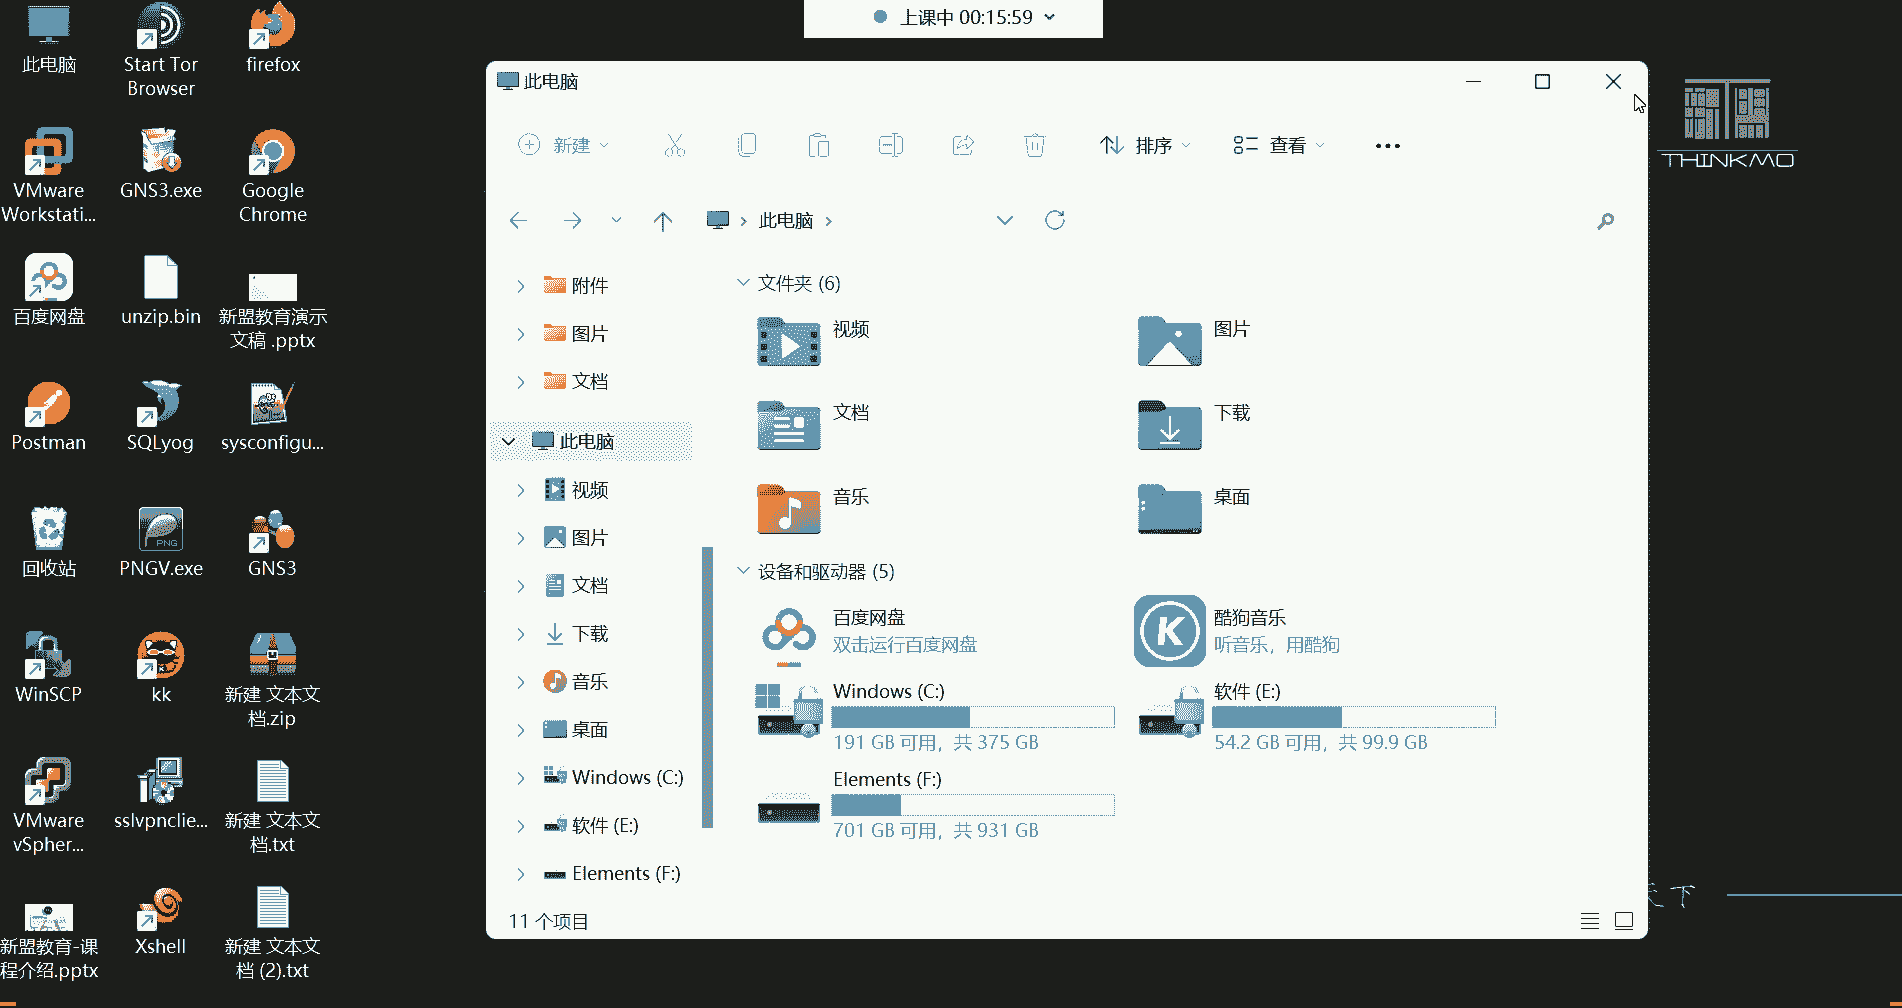 上课中 00:15:59
此电脑
Start Tor
Browser
firefox
VMware
Workstati...
GNS3.exe
Google
Chrome
百度网盘
unzip.bin
新盟教育演示
文稿 .pptx
Postman
SQLyog
sysconfigu...
回收站
PNG
PNGV.exe
GNS3
WinSCP
kk
新建 文本文
档.zip
VMware
vSpher...
sslvpnclie...
新建 文本文
档.txt
新盟教育-课
程介绍.pptx
Xshell
新建 文本文
档 (2).txt
此电脑
新建
排序
查看
此电脑
附件
图片
文档
此电脑
视频
图片
文档
下载
音乐
桌面
Windows (C:)
软件 (E:)
Elements (F:)
文件夹 (6)
视频
图片
文档
下载
音乐
桌面
设备和驱动器 (5)
百度网盘
双击运行百度网盘
K
酷狗音乐
听音乐，用酷狗
Windows (C:)
191 GB 可用，共 375 GB
软件 (E:)
54.2 GB 可用，共 99.9 GB
Elements (F:)
701 GB 可用，共 931 GB
11 个项目
THINKMO
下